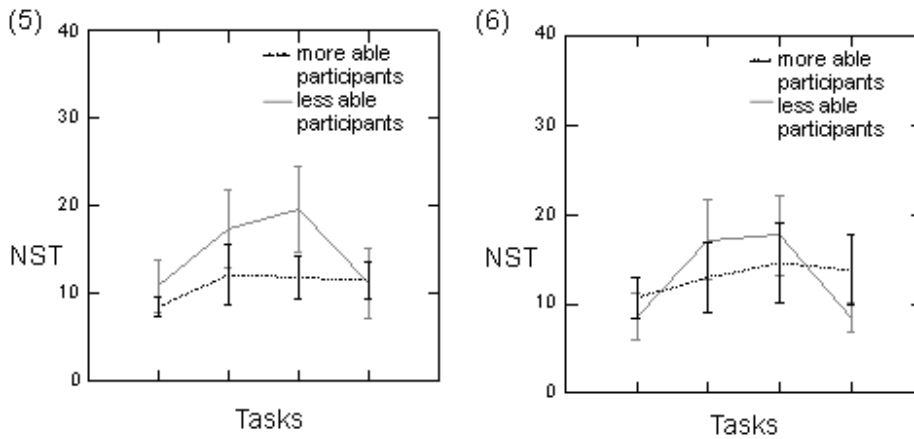 (5)
40
30
20
10
0
NST
more able
participants
less able
participants
Tasks
(6)
40
30
20
10
0
NST
more able
participants
less able
participants
Tasks